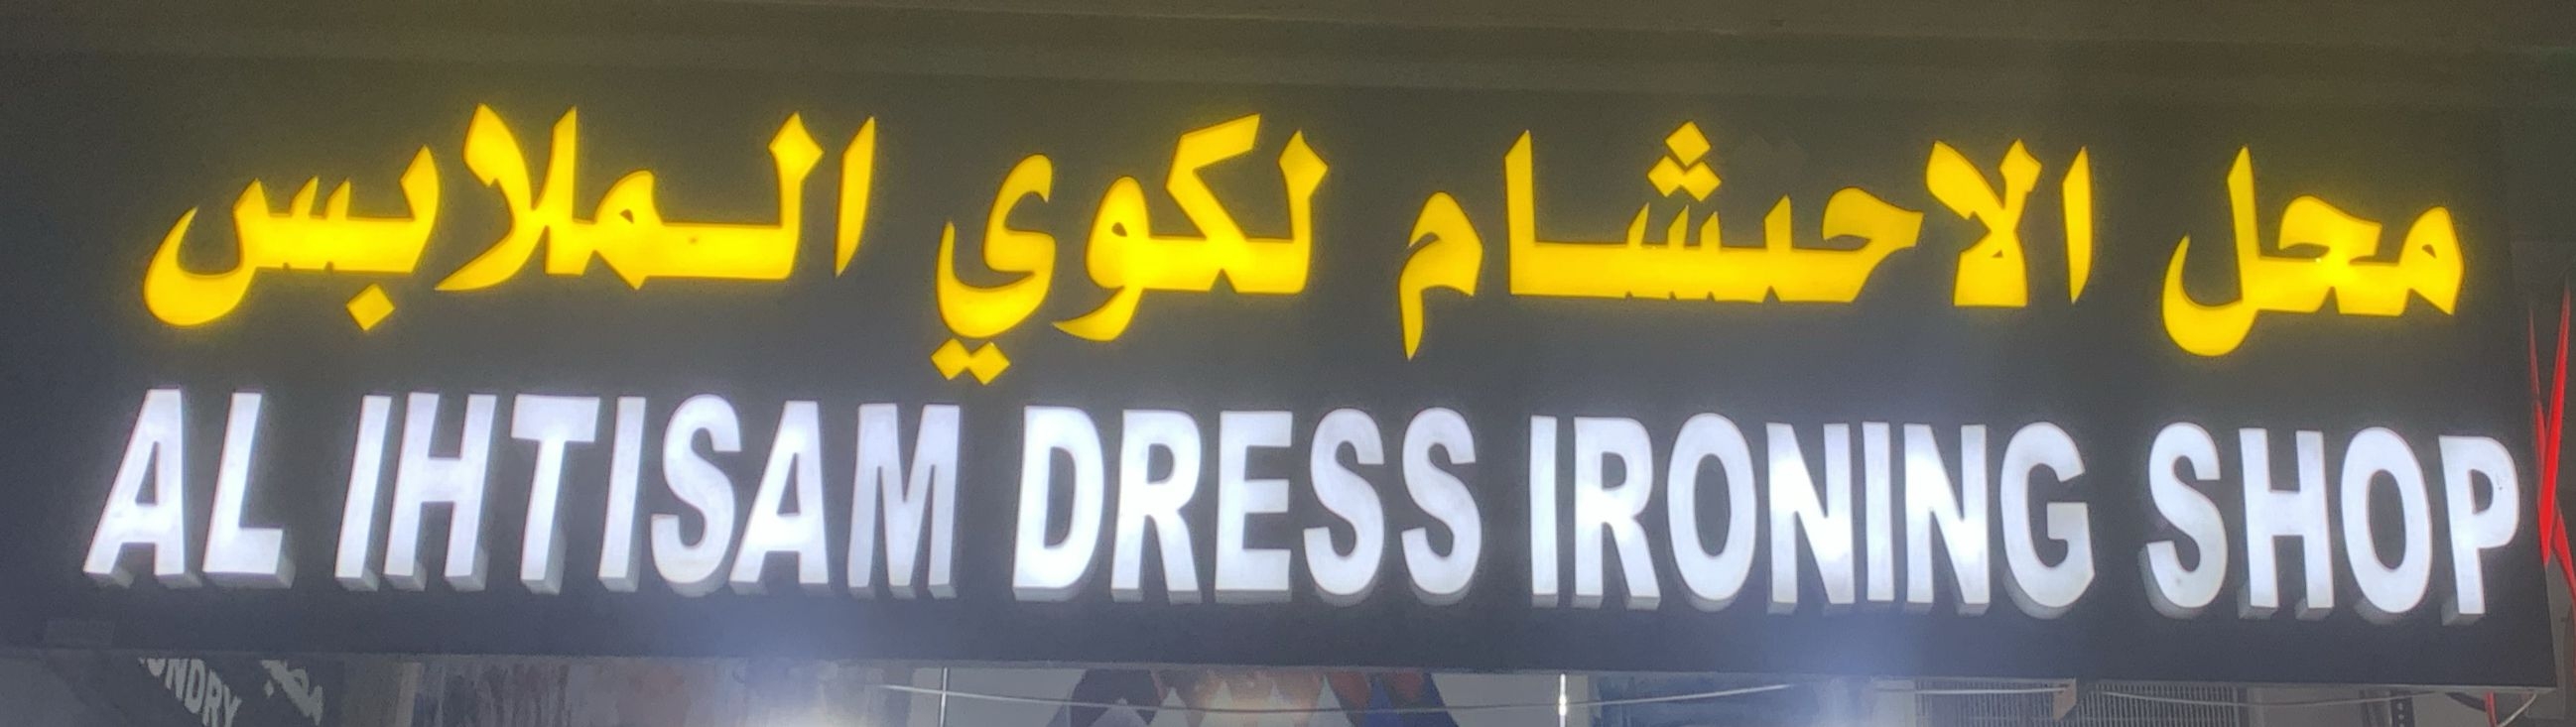 محل الاحتشام لكوي الملابس
AL IHTISAM DRESS IRONING SHOP